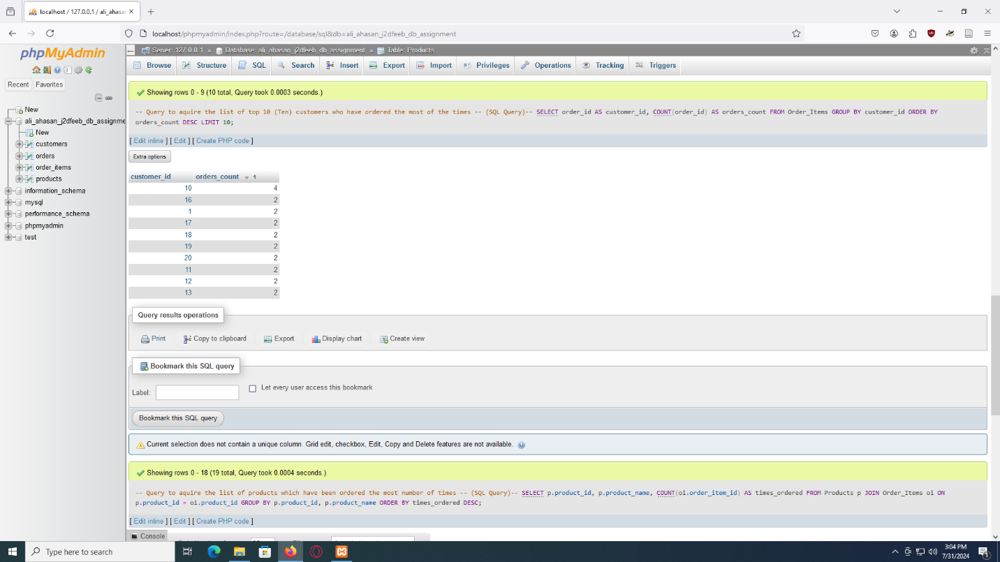 localhost / 127.0.0.1 / ali_ahasan
localhost/phpmyadmin/index.php?route=/database/sql&db=ali_ahasan_j2dfeeb_db_assignment
phpMyAdmin
Recent Favorites
New
ali_ahasan_j2dfeeb_db_assignme
New
customers
orders
order_items
products
information_schema
mysql
performance_schema
phpmyadmin
test
Server: 127.0.0.1 » Database: ali_ahasan_j2dfeeb_db_assignment » Table: Products
Browse Structure SQL Search Insert Export Import Privileges Operations Tracking Triggers
Showing rows 0 - 9 (10 total, Query took 0.0003 seconds.)
-- Query to aquire the list of top 10 (Ten) customers who have ordered the most of the times -- (SQL Query)-- SELECT order_id AS customer_id, COUNT(order_id) AS orders_count FROM Order_Items GROUP BY customer_id ORDER BY
orders_count DESC LIMIT 10;
[ Edit inline ] [ Edit ] [ Create PHP code ]
Extra options
customer_id orders_count 1
10 4
16 2
1 2
17 2
18 2
19 2
20 2
11 2
12 2
13 2
Query results operations
Print Copy to clipboard Export Display chart Create view
Bookmark this SQL query
Label: Let every user access this bookmark
Bookmark this SQL query
Current selection does not contain a unique column. Grid edit, checkbox, Edit, Copy and Delete features are not available.
Showing rows 0 - 18 (19 total, Query took 0.0004 seconds.)
-- Query to aquire the list of products which have been ordered the most number of times -- (SQL Query)-- SELECT p.product_id, p.product_name, COUNT(oi.order_item_id) AS times_ordered FROM Products p JOIN Order_Items oi ON
p.product_id = oi.product_id GROUP BY p.product_id, p.product_name ORDER BY times_ordered DESC;
[ Edit inline ] [ Edit ] [ Create PHP code ]
Console
Type here to search
3:04 PM
7/31/2024
1